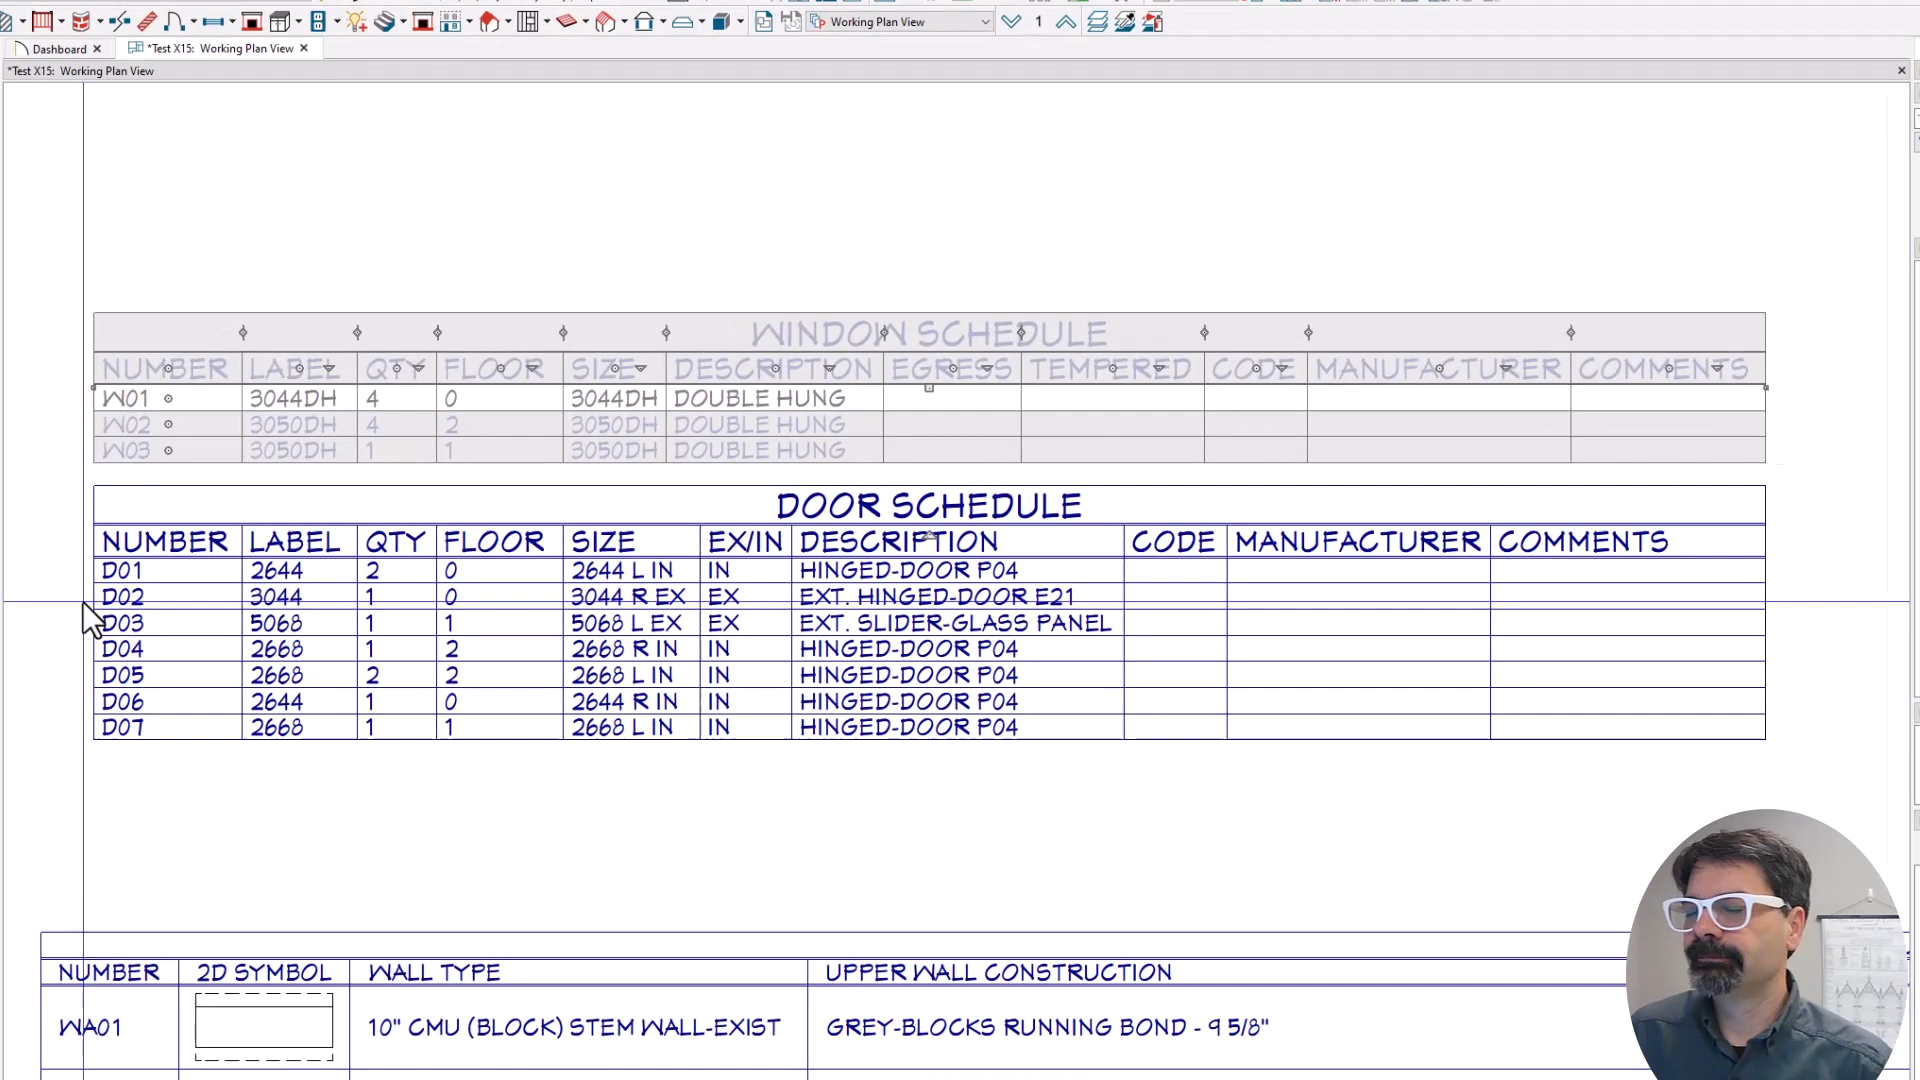 Working Plan View 1
Dashboard *Test X15: Working Plan View
*Test X15: Working Plan View
WINDOW SCHEDULE
NUMBER LABEL QTY FLOOR SIZE DESCRIPTION EGRESS TEMPERED CODE MANUFACTURER COMMENTS
W01 3044DH 4 0 3044DH DOUBLE HUNG
W02 3050DH 4 2 3050DH DOUBLE HUNG
W03 3050DH 1 1 3050DH DOUBLE HUNG
DOOR SCHEDULE
NUMBER LABEL QTY FLOOR SIZE EX/IN DESCRIPTION CODE MANUFACTURER COMMENTS
D01 2644 2 0 2644 L IN IN HINGED-DOOR P04
D02 3044 1 0 3044 R EX EX EXT. HINGED-DOOR E21
D03 5068 1 1 5068 L EX EX EXT. SLIDER-GLASS PANEL
D04 2668 1 2 2668 R IN IN HINGED-DOOR P04
D05 2668 2 2 2668 L IN IN HINGED-DOOR P04
D06 2644 1 0 2644 R IN IN HINGED-DOOR P04
D07 2668 1 1 2668 L IN IN HINGED-DOOR P04
NUMBER 2D SYMBOL WALL TYPE UPPER WALL CONSTRUCTION
WA01 10" CMU (BLOCK) STEM WALL-EXIST GREY-BLOCKS RUNNING BOND - 9 5/8"